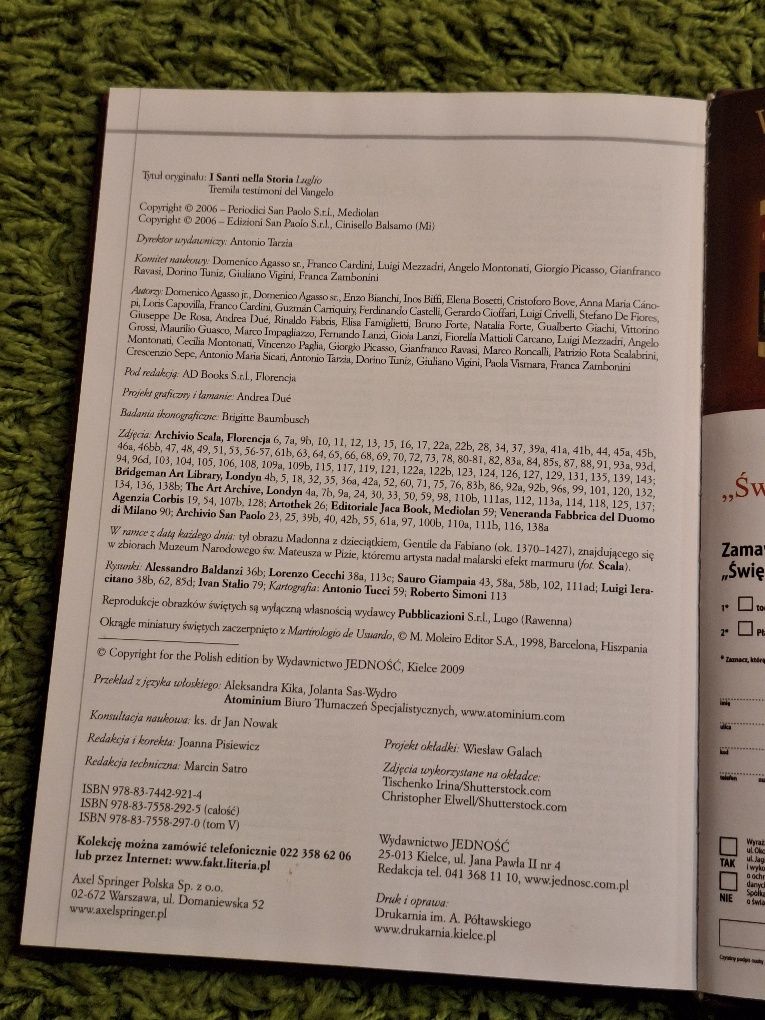 Tytuł oryginału: I Santi nella Storia Luglio
Tremila testimoni del Vangelo
Copyright © 2006 – Periodici San Paolo S.r.l., Mediolan
Copyright © 2006 – Edizioni San Paolo S.r.l., Cinisello Balsamo (Mi)
Dyrektor wydawniczy: Antonio Tarzia
Komitet naukowy: Domenico Agasso sr., Franco Cardini, Luigi Mezzadri, Angelo Montonati, Giorgio Picasso, Gianfranco
Ravasi, Dorino Tuniz, Giuliano Vigini, Franca Zambonini
Autorzy: Domenico Agasso jr., Domenico Agasso sr., Enzo Bianchi, Inos Biffi, Elena Bosetti, Cristoforo Bove, Anna Maria Cáno-
pi, Loris Capovilla, Franco Cardini, Guzmán Carriquiry, Ferdinando Castelli, Gerardo Cioffari, Luigi Crivelli, Stefano De Fiores,
Giuseppe De Rosa, Andrea Dué, Rinaldo Fabris, Elisa Famiglietti, Bruno Forte, Natalia Forte, Gualberto Giachi, Vittorino
Grossi, Maurilio Guasco, Marco Impagliazzo, Fernando Lanzi, Gioia Lanzi, Fiorella Mattioli Carcano, Luigi Mezzadri, Angelo
Montonati, Cecilia Montonati, Vincenzo Paglia, Giorgio Picasso, Gianfranco Ravasi, Marco Roncalli, Patrizio Rota Scalabrini,
Crescenzio Sepe, Antonio Maria Sicari, Antonio Tarzia, Dorino Tuniz, Giuliano Vigini, Paola Vismara, Franca Zambonini
Pod redakcją: AD Books S.r.l., Florencja
Projekt graficzny i łamanie: Andrea Dué
Badania ikonograficzne: Brigitte Baumbusch
Zdjęcia: Archivio Scala, Florencja 6, 7a, 9b, 10, 11, 12, 13, 15, 16, 17, 22a, 22b, 28, 34, 37, 39a, 41a, 41b, 44, 45a, 45b,
46a, 46bb, 47, 48, 49, 51, 53, 56-57, 61b, 63, 64, 65, 66, 68, 69, 70, 72, 73, 78, 80-81, 82, 83a, 84, 85s, 87, 88, 91, 93a, 93d,
94, 96d, 103, 104, 105, 106, 108, 109a, 109b, 115, 117, 119, 121, 122a, 122b, 123, 124, 126, 127, 129, 131, 135, 139, 143;
Bridgeman Art Library, Londyn 4b, 5, 18, 32, 35, 36a, 42a, 52, 60, 71, 75, 76, 83b, 86, 92a, 92b, 96s, 99, 101, 120, 132,
134, 136, 138b; The Art Archive, Londyn 4a, 7b, 9a, 24, 30, 33, 50, 59, 98, 110b, 111as, 112, 113a, 114, 118, 125, 137;
Agenzia Corbis 19, 54, 107b, 128; Artothek 26; Editoriale Jaca Book, Mediolan 59; Veneranda Fabbrica del Duomo
di Milano 90; Archivio San Paolo 23, 25, 39b, 40, 42b, 55, 61a, 97, 100b, 110a, 111b, 116, 138a
W ramce z datą każdego dnia: tył obrazu Madonna z dzieciątkiem, Gentile da Fabiano (ok. 1370–1427), znajdującego się
w zbiorach Muzeum Narodowego św. Mateusza w Pizie, któremu artysta nadał malarski efekt marmuru (fot. Scala).
Rysunki: Alessandro Baldanzi 36b; Lorenzo Cecchi 38a, 113c; Sauro Giampaia 43, 58a, 58b, 102, 111ad; Luigi Iera-
citano 38b, 62, 85d; Ivan Stalio 79; Kartografia: Antonio Tucci 59; Roberto Simoni 113
Reprodukcje obrazków świętych są wyłączną własnością wydawcy Pubblicazioni S.r.l., Lugo (Rawenna)
Okrągłe miniatury świętych zaczerpnięto z Martirologio de Usuardo, © M. Moleiro Editor S.A., 1998, Barcelona, Hiszpania
© Copyright for the Polish edition by Wydawnictwo JEDNOŚĆ, Kielce 2009
Przekład z języka włoskiego: Aleksandra Kika, Jolanta Sas-Wydro
Atominium Biuro Tłumaczeń Specjalistycznych, www.atominium.com
Konsultacja naukowa: ks. dr Jan Nowak
Redakcja i korekta: Joanna Pisiewicz
Redakcja techniczna: Marcin Satro
ISBN 978-83-7442-921-4
ISBN 978-83-7558-292-5 (całość)
ISBN 978-83-7558-297-0 (tom V)
Kolekcję można zamówić telefonicznie 022 358 62 06
lub przez Internet: www.fakt.literia.pl
Axel Springer Polska Sp. z o.o.
02-672 Warszawa, ul. Domaniewska 52
www.axelspringer.pl
Projekt okładki: Wiesław Galach
Zdjęcia wykorzystane na okładce:
Tischenko Irina/Shutterstock.com
Christopher Elwell/Shutterstock.com
Wydawnictwo JEDNOŚĆ
25-013 Kielce, ul. Jana Pawła II nr 4
Redakcja tel. 041 368 11 10, www.jednosc.com.pl
Druk i oprawa:
Drukarnia im. A. Półtawskiego
www.drukarnia.kielce.pl
„Św
Zamaw
„Świę
1*
2*
* Zaznacz, którą
imię
ulica
kod
telefon
TAK
NIE
Czytelny podpis osoby